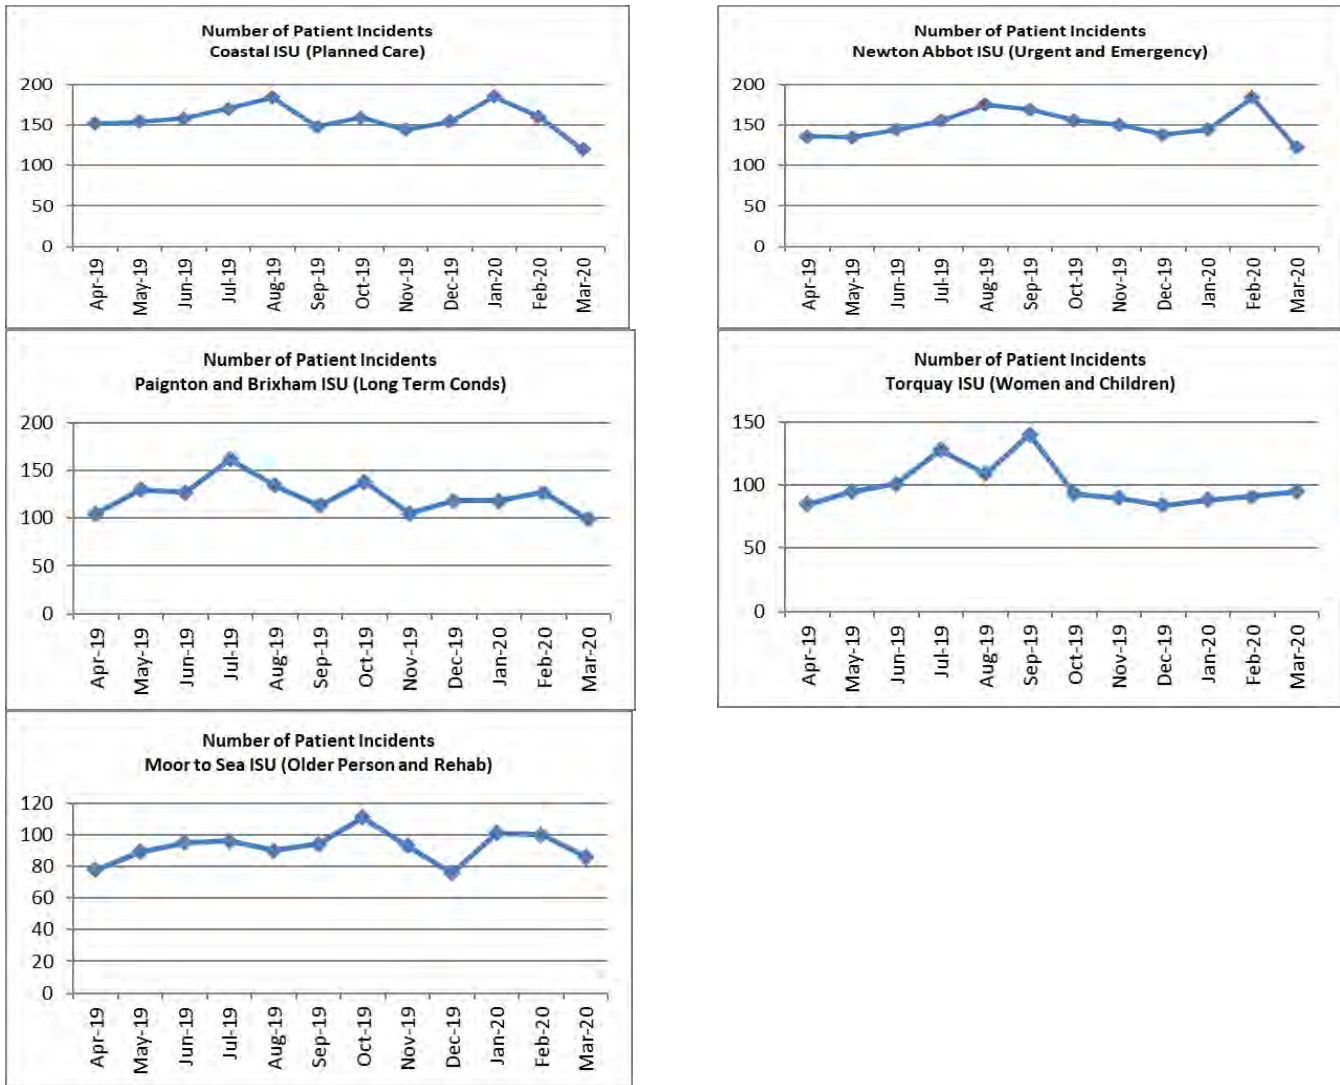 Number of Patient Incidents
Coastal ISU (Planned Care)
200
150
100
50
0
Apr-19
May-19
Jun-19
Jul-19
Aug-19
Sep-19
Oct-19
Nov-19
Dec-19
Jan-20
Feb-20
Mar-20
Number of Patient Incidents
Newton Abbot ISU (Urgent and Emergency)
200
150
100
50
0
Apr-19
May-19
Jun-19
Jul-19
Aug-19
Sep-19
Oct-19
Nov-19
Dec-19
Jan-20
Feb-20
Mar-20
Number of Patient Incidents
Paignton and Brixham ISU (Long Term Conds)
200
150
100
50
0
Apr-19
May-19
Jun-19
Jul-19
Aug-19
Sep-19
Oct-19
Nov-19
Dec-19
Jan-20
Feb-20
Mar-20
Number of Patient Incidents
Torquay ISU (Women and Children)
150
100
50
0
Apr-19
May-19
Jun-19
Jul-19
Aug-19
Sep-19
Oct-19
Nov-19
Dec-19
Jan-20
Feb-20
Mar-20
Number of Patient Incidents
Moor to Sea ISU (Older Person and Rehab)
120
100
80
60
40
20
0
Apr-19
May-19
Jun-19
Jul-19
Aug-19
Sep-19
Oct-19
Nov-19
Dec-19
Jan-20
Feb-20
Mar-20